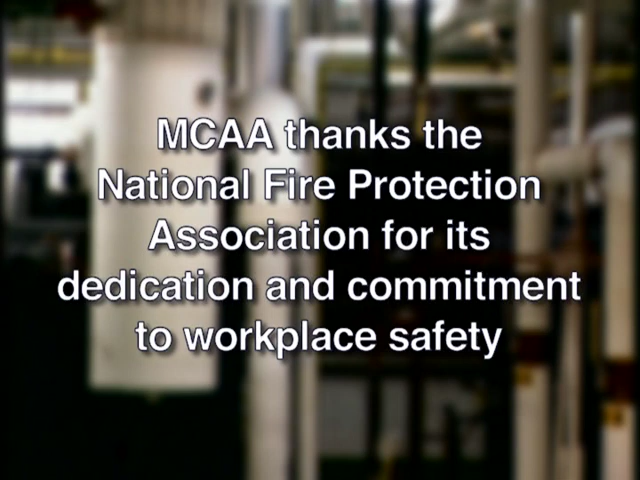 MCAA thanks the
National Fire Protection
Association for its
dedication and commitment
to workplace safety